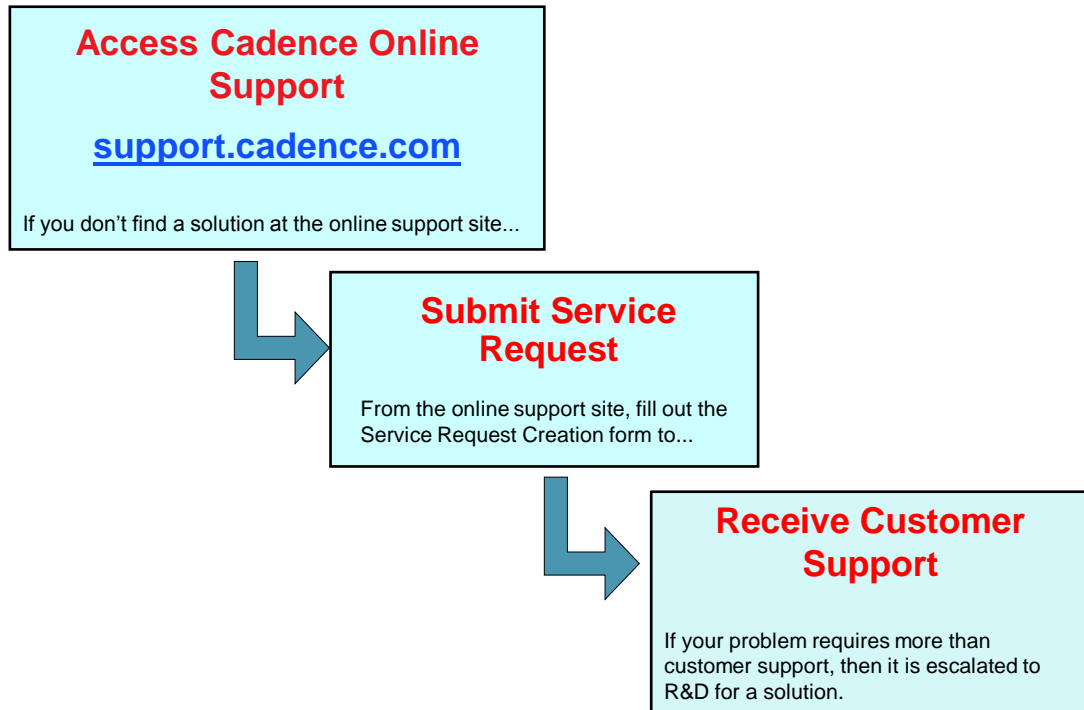 Access Cadence Online
Support
support.cadence.com
If you don't find a solution at the online support site...
Submit Service
Request
From the online support site, fill out the
Service Request Creation form to...
Receive Customer
Support
If your problem requires more than
customer support, then it is escalated to
R&D for a solution.